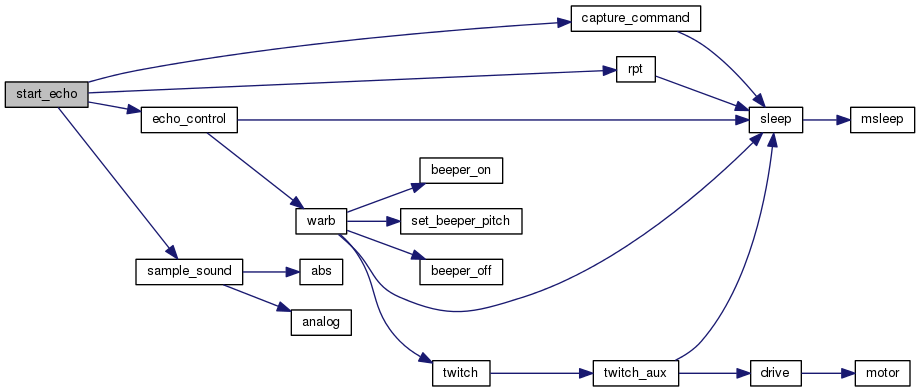 capture_command
rpt
start_echo
echo_control
sleep
msleep
beeper_on
warb
set_beeper_pitch
sample_sound
abs
beeper_off
analog
twitch
twitch_aux
drive
motor